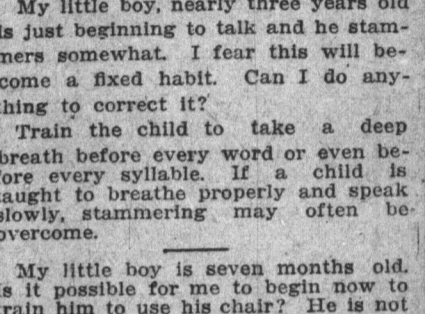 My little boy, nearly three years old
is just beginning to talk and he stam-
mers somewhat. I fear this will be-
come a fixed habit. Can I do any-
thing to correct it?
Train the child to take a deep
breath before every word or even be-
fore every syllable. If a child is
taught to breathe properly and speak
slowly, stammering may often be
overcome.
My little boy is seven months old.
Is it possible for me to begin now to
train him to use his chair? He is not